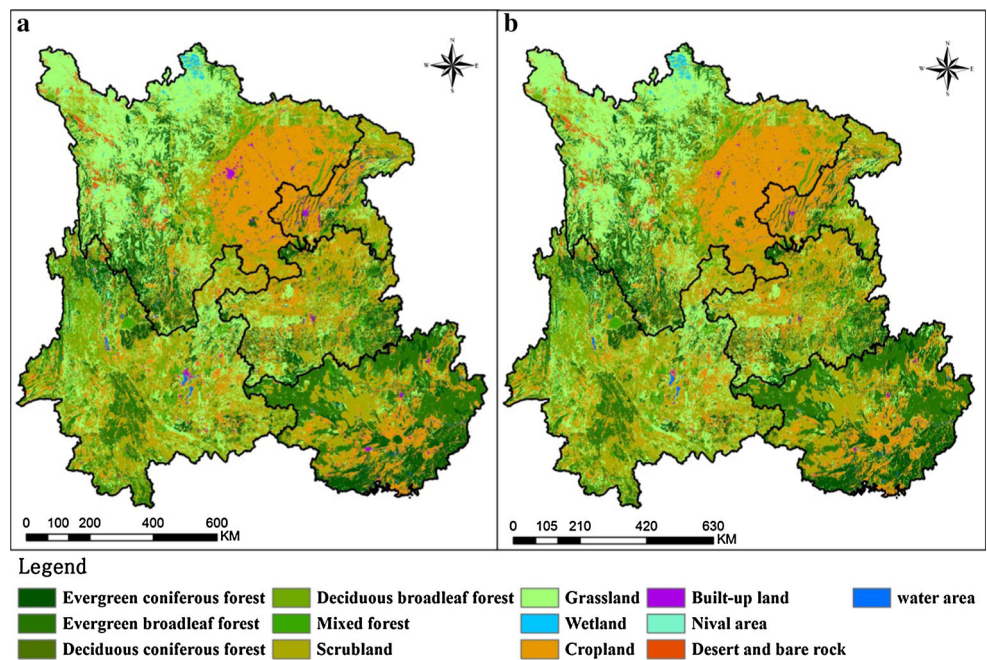 a
b
N
W E
S
N
W E
S
0 100 200 400 600
KM
0 105 210 420 630
KM
Legend
Evergreen coniferous forest
Deciduous broadleaf forest
Grassland
Built-up land
water area
Evergreen broadleaf forest
Mixed forest
Wetland
Nival area
Deciduous coniferous forest
Scrubland
Cropland
Desert and bare rock